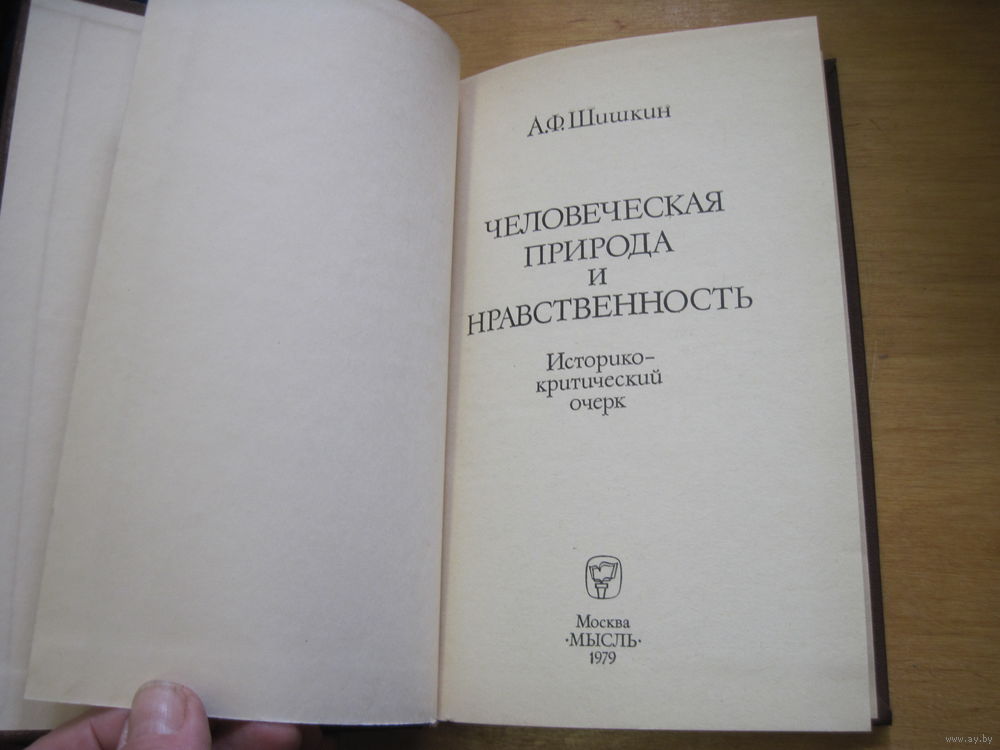 А.Ф.Шишкин
ЧЕЛОВЕЧЕСКАЯ
ПРИРОДА
И
НРАВСТВЕННОСТЬ
Историко-
критический
очерк
Москва
·МЫСЛЬ·
1979
www.ay.by